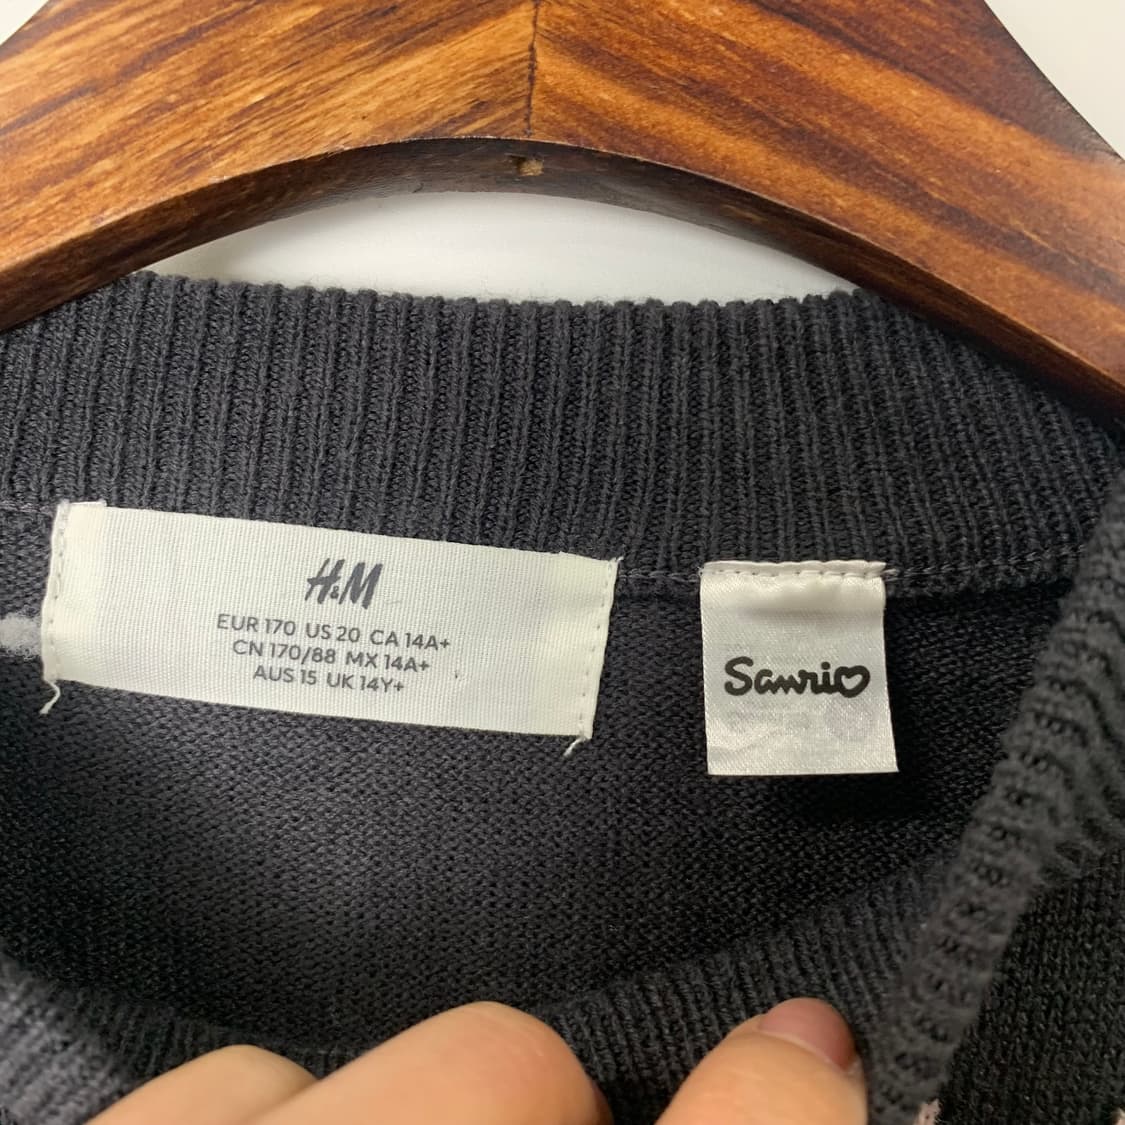 H&M
EUR 170 US 20 CA 14A+
CN 170/88 MX 14A+
AUS 15 UK 14Y+
Sanrio